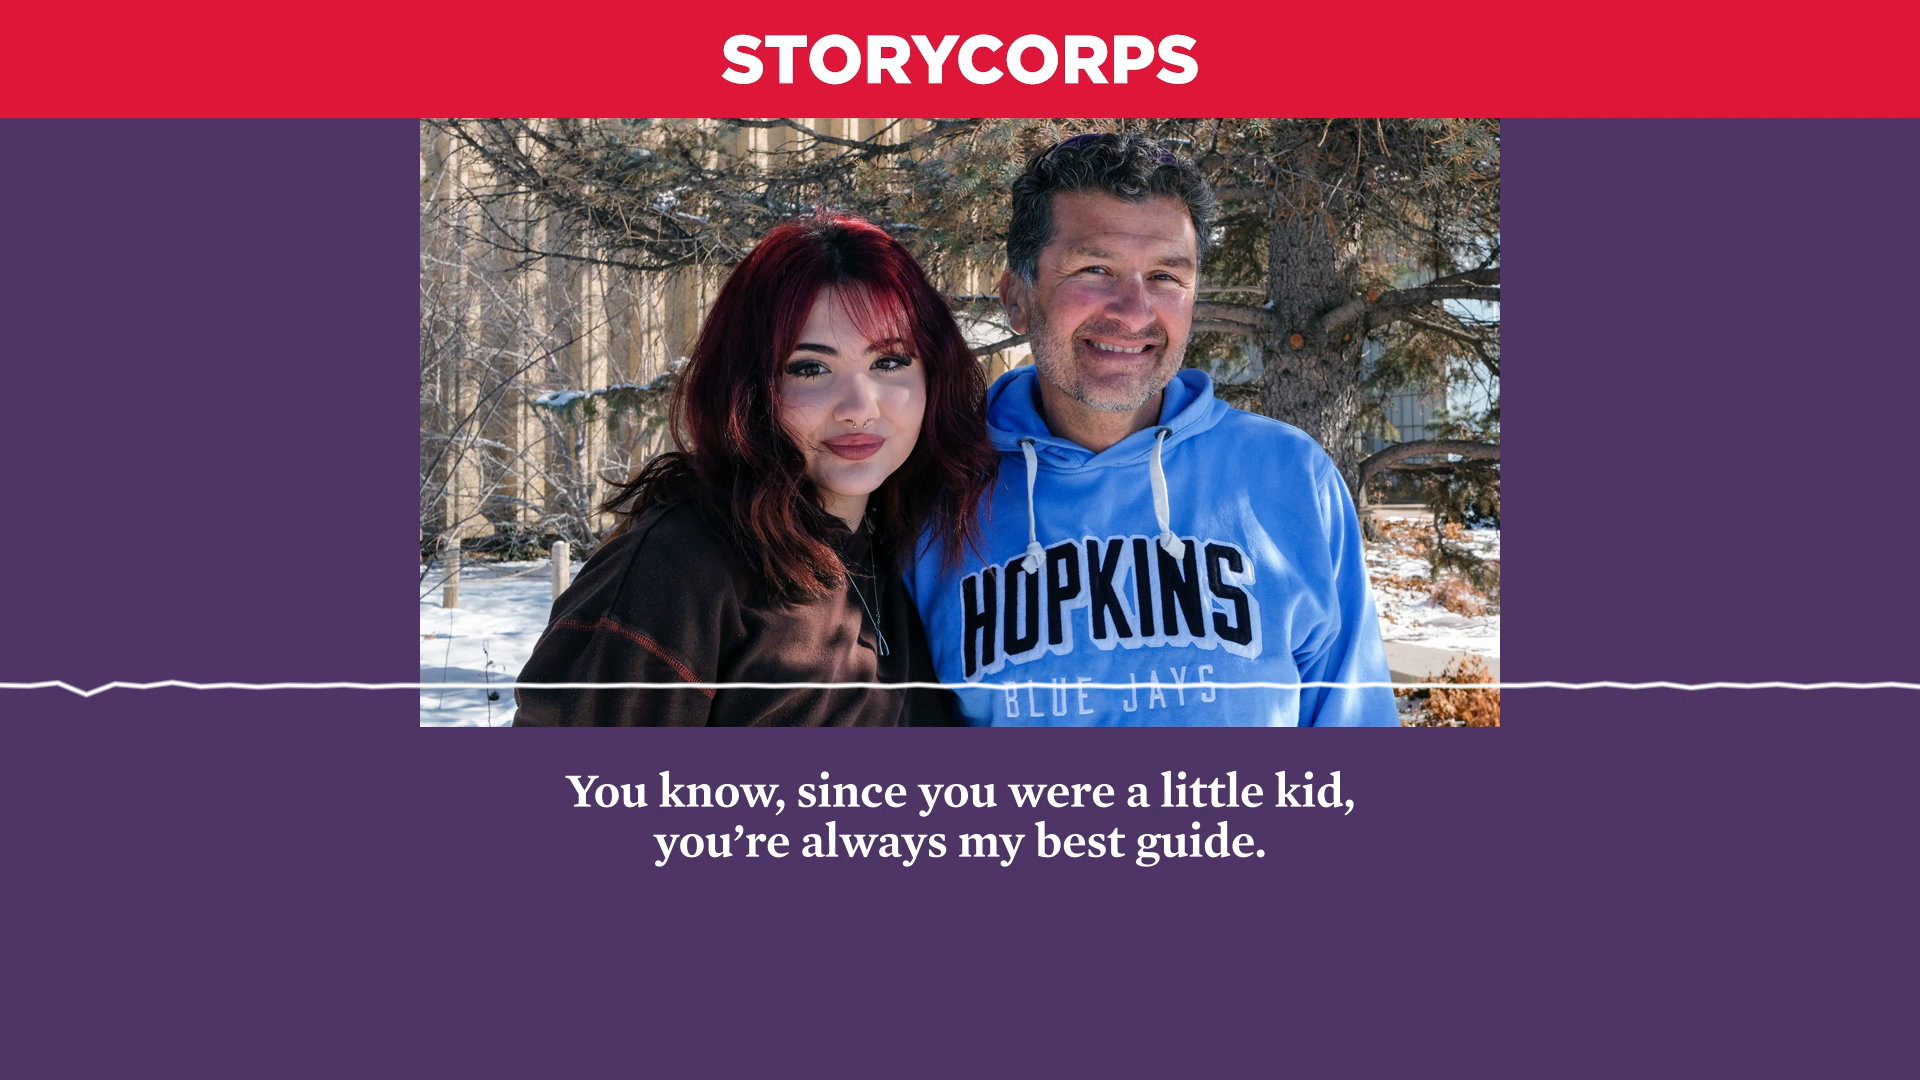 STORYCORPS
HOPKINS
BLUE JAYS
You know, since you were a little kid,
you’re always my best guide.